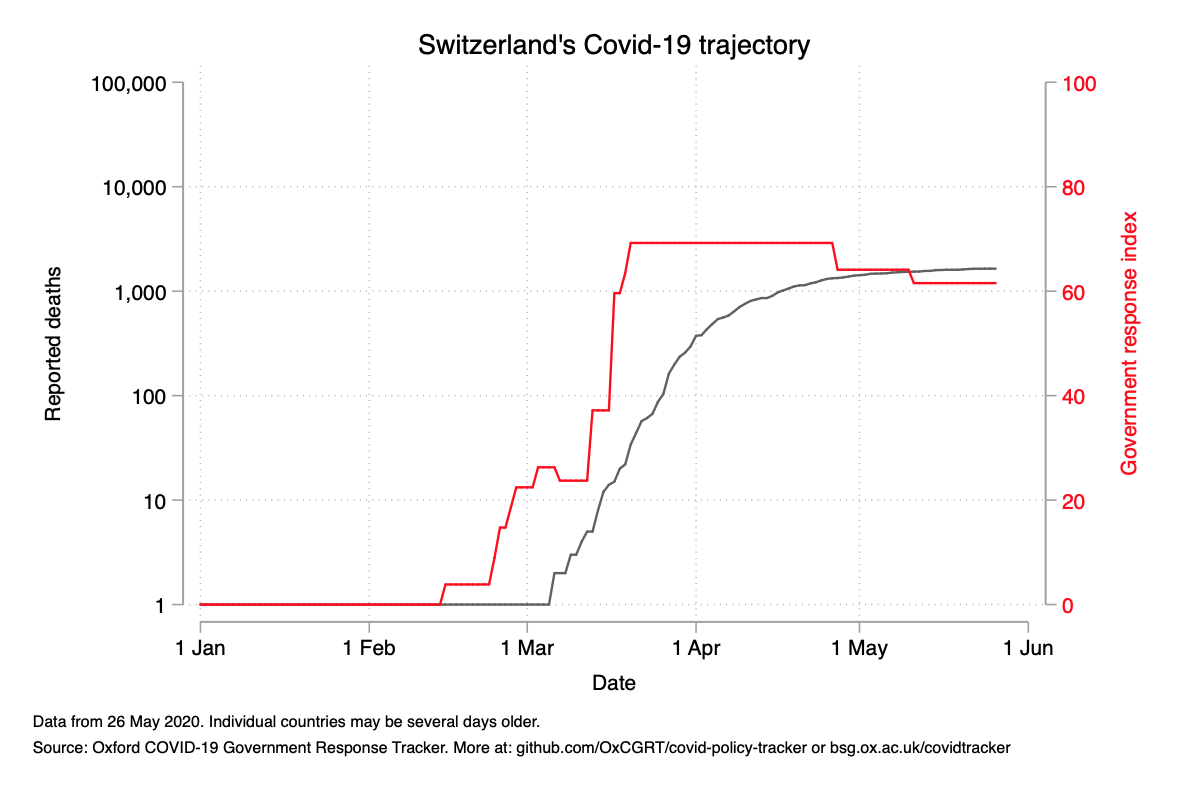 Switzerland's Covid-19 trajectory
100,000
10,000
1,000
100
10
1
Reported deaths
100
80
60
40
20
0
Government response index
1 Jan
1 Feb
1 Mar
1 Apr
1 May
1 Jun
Date
Data from 26 May 2020. Individual countries may be several days older.
Source: Oxford COVID-19 Government Response Tracker. More at: github.com/OxCGRT/covid-policy-tracker or bsg.ox.ac.uk/covidtracker